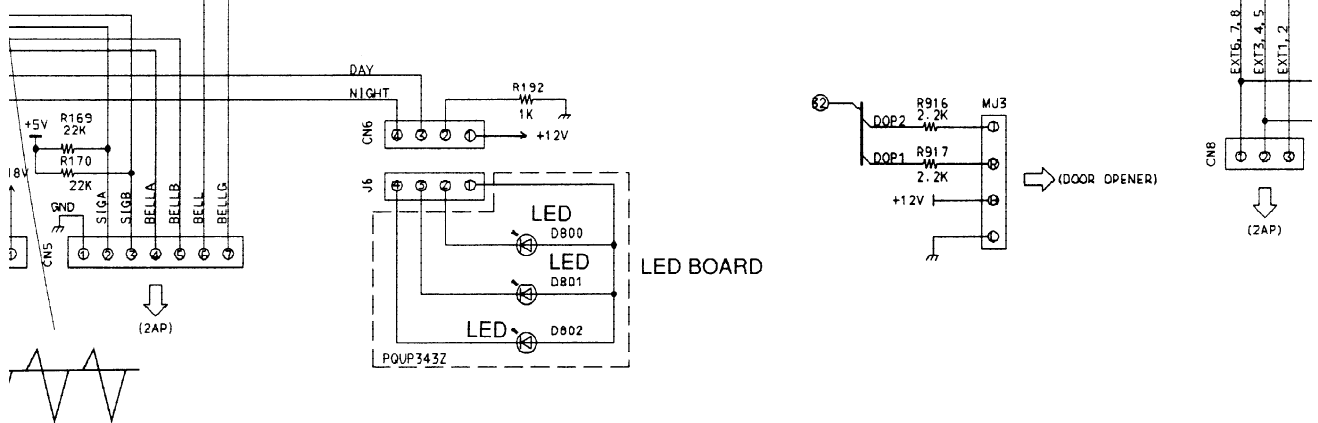 DAY
NIGHT
R192
1K
+12V
CN6
4 3 2 1
J6
4 3 2 1
R169
22K
+5V
R170
22K
18V
GND
SIGA
SIGB
BELLA
BELLB
BELL
BELLG
CN5
1 2 3 4 5 6 7
(2AP)
LED
D800
LED
D801
LED
D802
PQUP343Z
LED BOARD
62
DOP2
R916
2.2K
DOP1
R917
2.2K
MJ3
T
R
H
L
+12V
(DOOR OPENER)
EXT6, 7, 8
EXT3, 4, 5
EXT1, 2
CN8
1 2 3
(2AP)